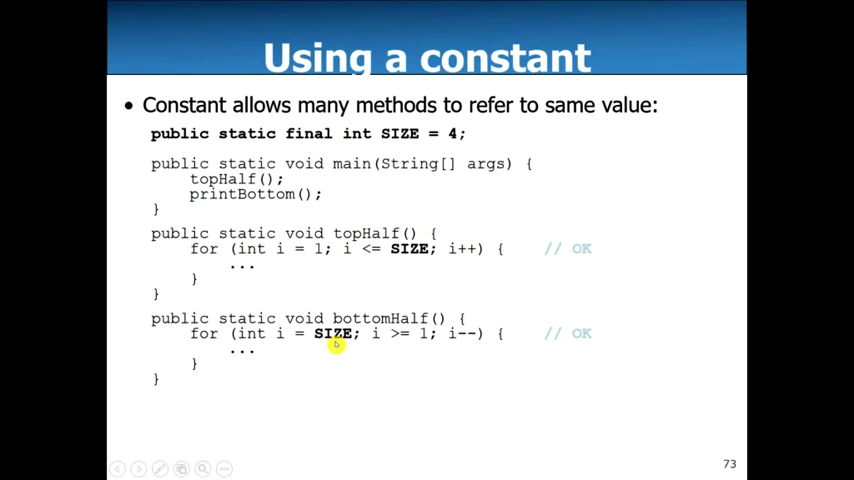 Using a constant
• Constant allows many methods to refer to same value:
public static final int SIZE = 4;
public static void main(String[] args) {
topHalf();
printBottom();
}
public static void topHalf() {
for (int i = 1; i <= SIZE; i++) { // OK
...
}
}
public static void bottomHalf() {
for (int i = SIZE; i >= 1; i--) { // OK
...
}
}
73